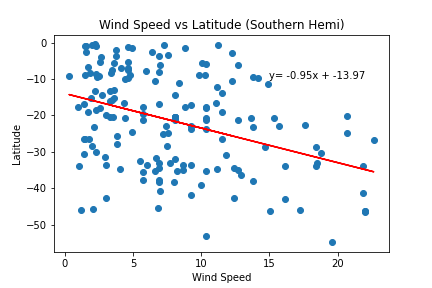 Wind Speed vs Latitude (Southern Hemi)
0
−10
−20
−30
−40
−50
Latitude
y= -0.95x + -13.97
0
5
10
15
20
Wind Speed